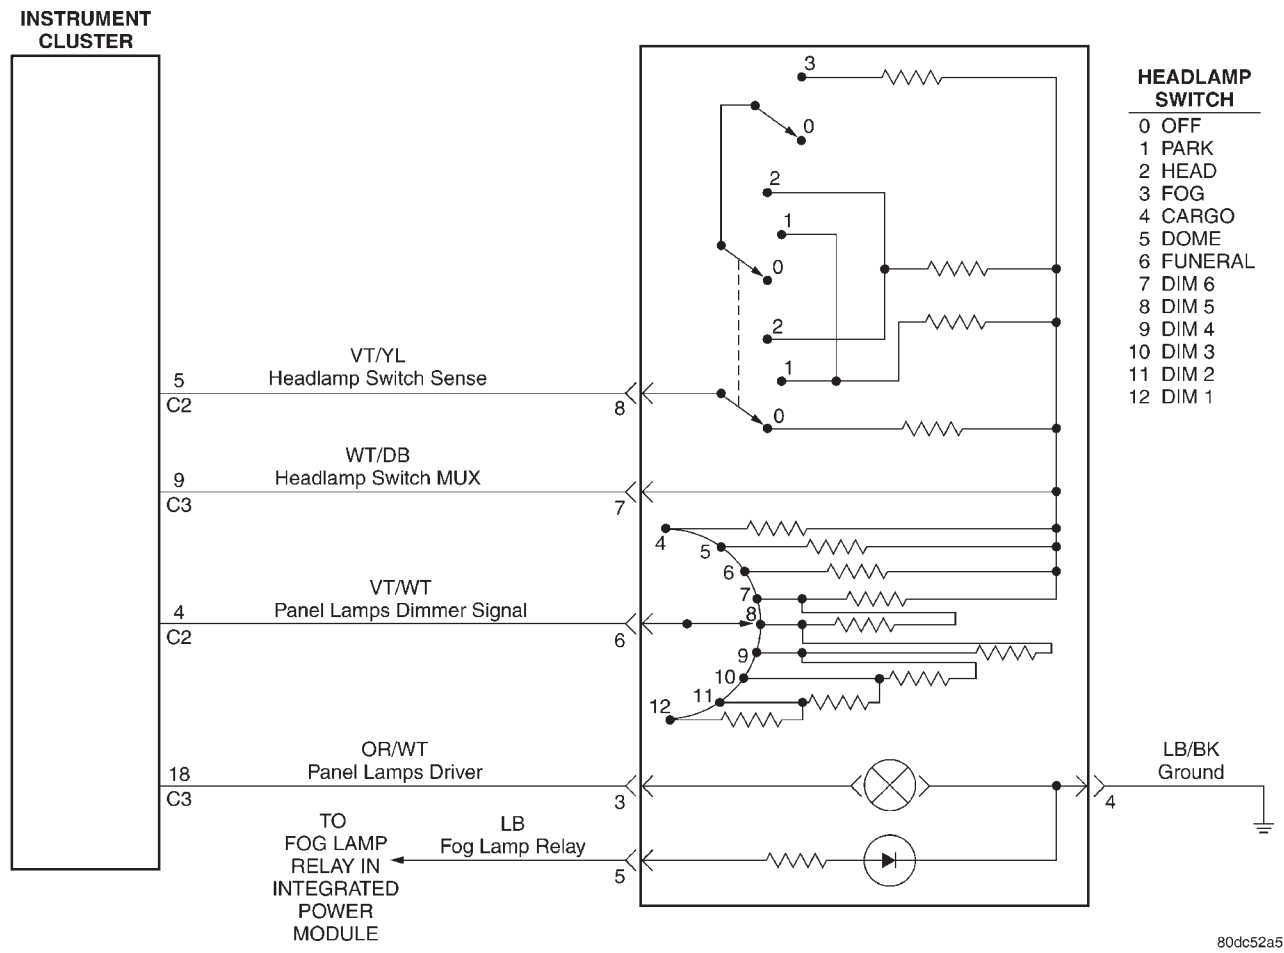 INSTRUMENT
CLUSTER
HEADLAMP
SWITCH
0 OFF
1 PARK
2 HEAD
3 FOG
4 CARGO
5 DOME
6 FUNERAL
7 DIM 6
8 DIM 5
9 DIM 4
10 DIM 3
11 DIM 2
12 DIM 1
3
0
2
1
0
2
1
0
5
C2
VT/YL
Headlamp Switch Sense
8
9
C3
WT/DB
Headlamp Switch MUX
7
4
5
6
7
8
9
10
11
12
4
C2
VT/WT
Panel Lamps Dimmer Signal
6
18
C3
OR/WT
Panel Lamps Driver
3
LB/BK
Ground
4
TO
FOG LAMP
RELAY IN
INTEGRATED
POWER
MODULE
LB
Fog Lamp Relay
5
80dc52a5